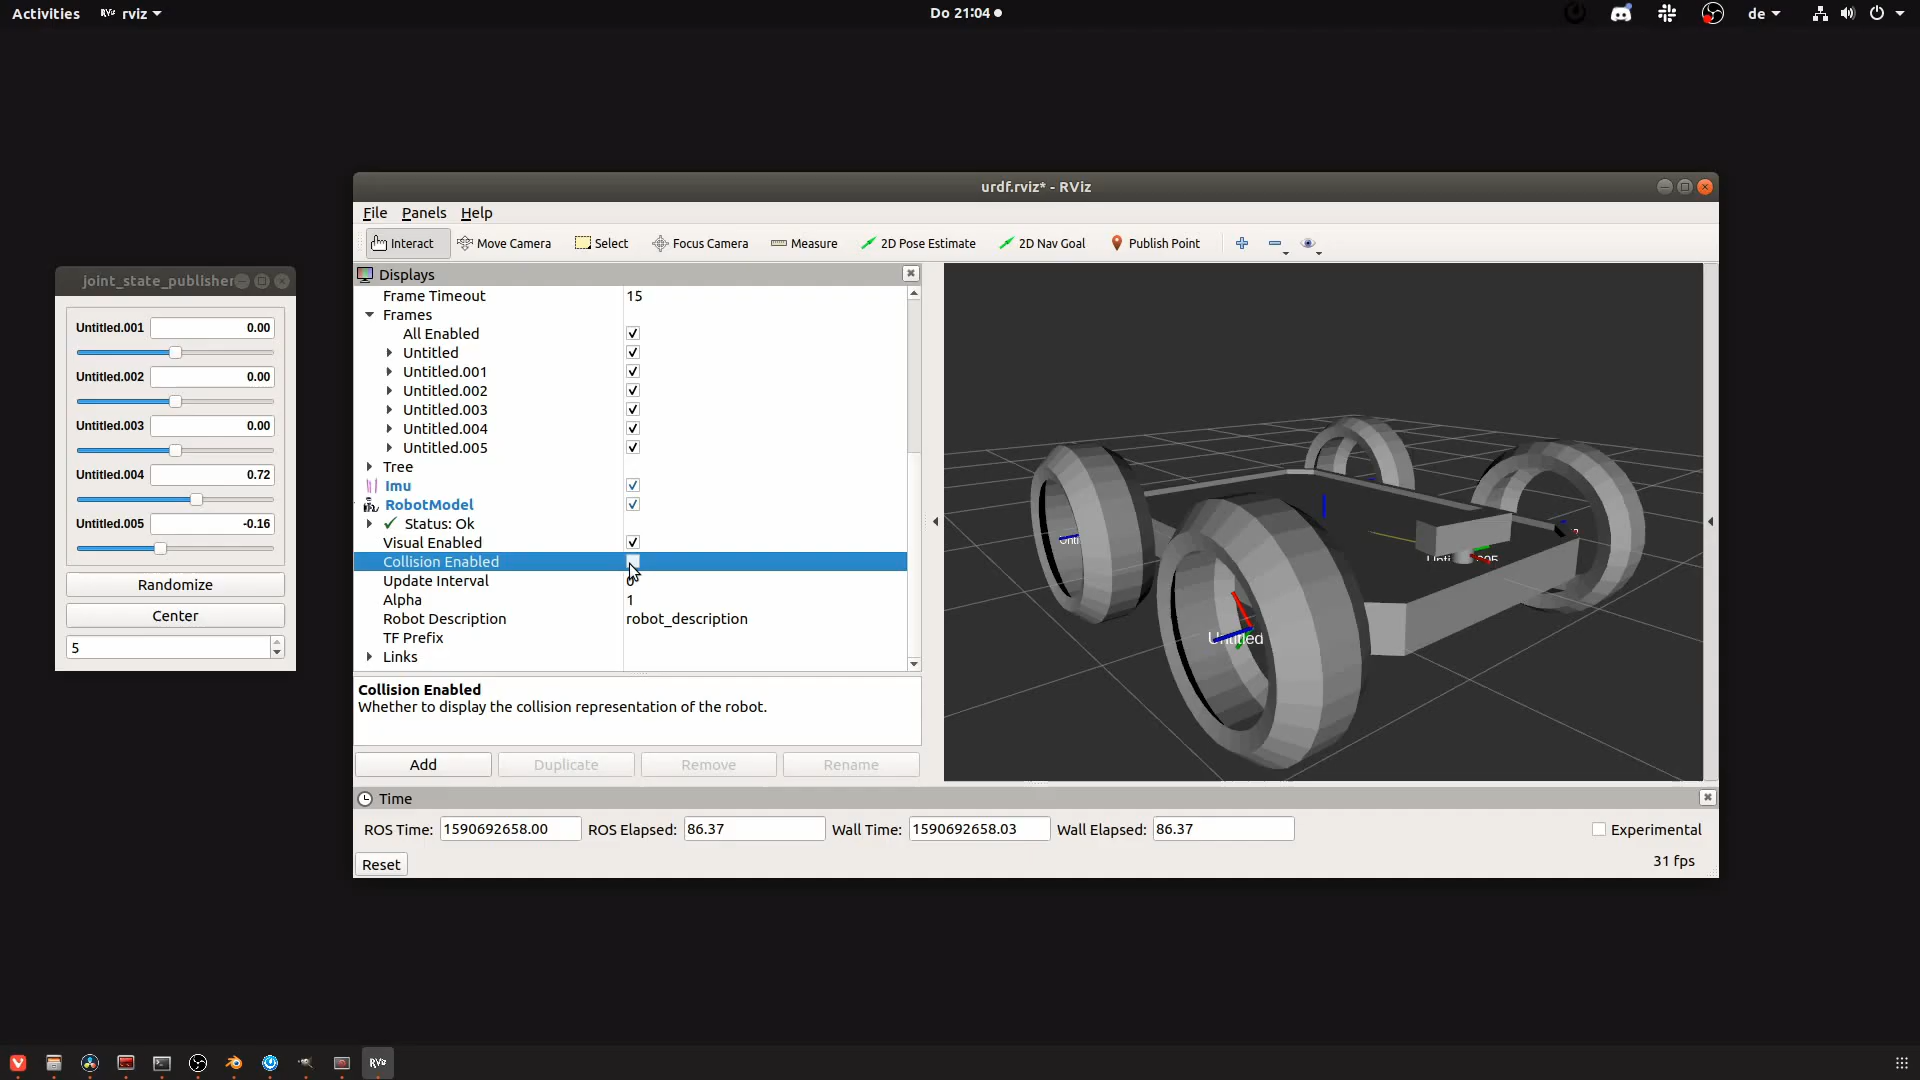 Activities
rviz
Do 21:04
de
joint_state_publisher
Untitled.001 0.00
Untitled.002 0.00
Untitled.003 0.00
Untitled.004 0.72
Untitled.005 -0.16
Randomize
Center
5
urdf.rviz* - RViz
File Panels Help
Interact Move Camera Select Focus Camera Measure 2D Pose Estimate 2D Nav Goal Publish Point
Displays
Frame Timeout 15
Frames
All Enabled
Untitled
Untitled.001
Untitled.002
Untitled.003
Untitled.004
Untitled.005
Tree
Imu
RobotModel
Status: Ok
Visual Enabled
Collision Enabled
Update Interval 0
Alpha 1
Robot Description robot_description
TF Prefix
Links
Collision Enabled
Whether to display the collision representation of the robot.
Add Duplicate Remove Rename
Untitled
Time
ROS Time: 1590692658.00 ROS Elapsed: 86.37 Wall Time: 1590692658.03 Wall Elapsed: 86.37 Experimental
Reset
31 fps